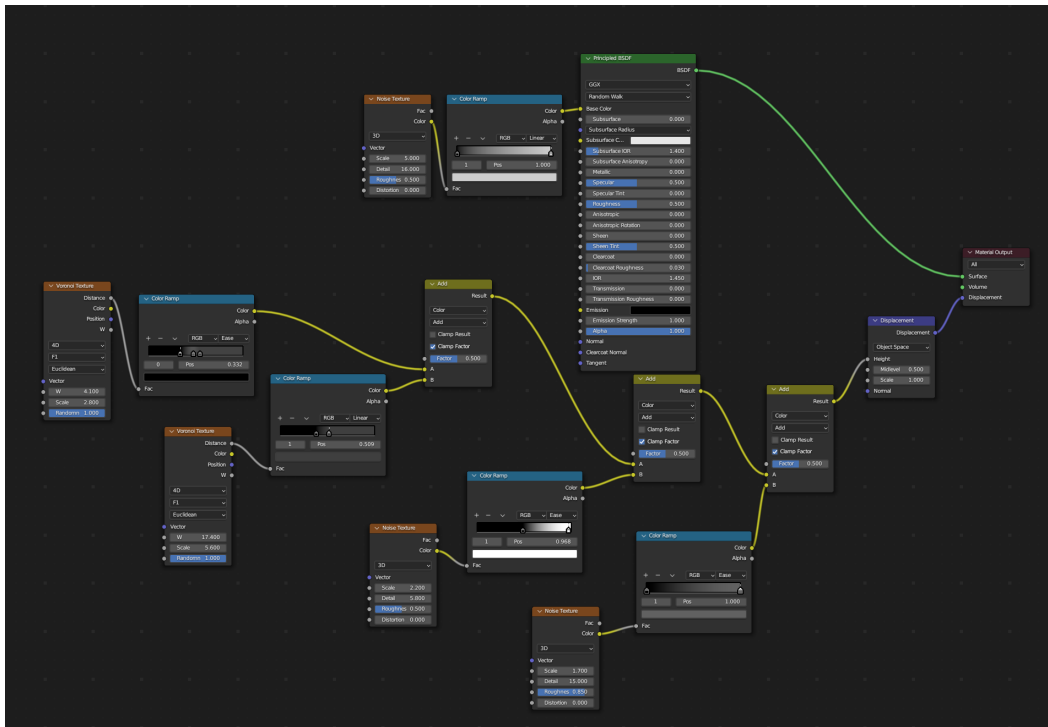 Principled BSDF
BSDF
GGX
Random Walk
Base Color
Subsurface 0.000
Subsurface Radius
Subsurface C...
Subsurface IOR 1.400
Subsurface Anisotropy 0.000
Metallic 0.000
Specular 0.500
Specular Tint 0.000
Roughness 0.500
Anisotropic 0.000
Anisotropic Rotation 0.000
Sheen 0.000
Sheen Tint 0.500
Clearcoat 0.000
Clearcoat Roughness 0.030
IOR 1.450
Transmission 0.000
Transmission Roughness 0.000
Emission
Emission Strength 1.000
Alpha 1.000
Normal
Clearcoat Normal
Tangent
Noise Texture
Fac
Color
3D
Vector
Scale 5.000
Detail 16.000
Roughnes 0.500
Distortion 0.000
Color Ramp
Color
Alpha
+ − RGB Linear
1 Pos 1.000
Fac
Material Output
All
Surface
Volume
Displacement
Voronoi Texture
Distance
Color
Position
W
4D
F1
Euclidean
Vector
W 4.100
Scale 2.800
Randomn 1.000
Color Ramp
Color
Alpha
+ − RGB Ease
0 Pos 0.332
Fac
Add
Result
Color
Add
Clamp Result
Clamp Factor
Factor 0.500
A
B
Displacement
Displacement
Object Space
Height
Midlevel 0.500
Scale 1.000
Normal
Color Ramp
Color
Alpha
+ − RGB Linear
1 Pos 0.509
Fac
Add
Result
Color
Add
Clamp Result
Clamp Factor
Factor 0.500
A
B
Add
Result
Color
Add
Clamp Result
Clamp Factor
Factor 0.500
A
B
Voronoi Texture
Distance
Color
Position
W
4D
F1
Euclidean
Vector
W 17.400
Scale 5.600
Randomn 1.000
Color Ramp
Color
Alpha
+ − RGB Ease
1 Pos 0.968
Fac
Noise Texture
Fac
Color
3D
Vector
Scale 2.200
Detail 5.800
Roughnes 0.500
Distortion 0.000
Color Ramp
Color
Alpha
+ − RGB Ease
1 Pos 1.000
Fac
Noise Texture
Fac
Color
3D
Vector
Scale 1.700
Detail 15.000
Roughnes 0.850
Distortion 0.000